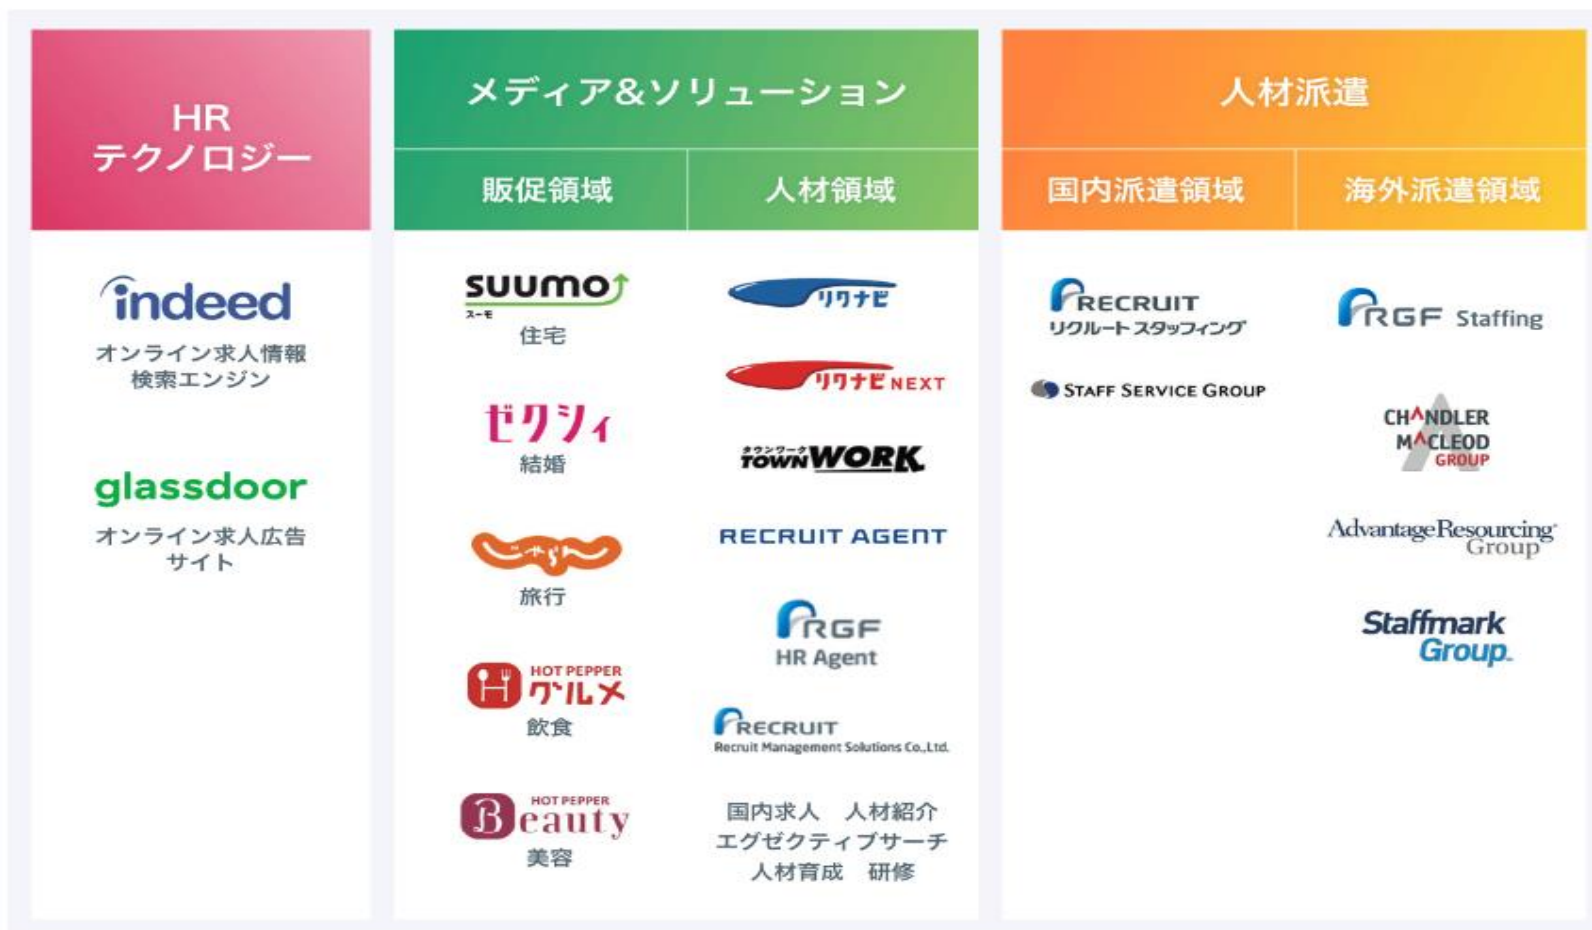 HR
テクノロジー
indeed
オンライン求人情報
検索エンジン
glassdoor
オンライン求人広告
サイト
メディア&ソリューション
販促領域
SUUMO
スーモ
住宅
ゼクシィ
結婚
じゃらん
旅行
HOT PEPPER
グルメ
飲食
HOT PEPPER
Beauty
美容
人材領域
リクナビ
リクナビNEXT
タウンワーク
TOWNWORK
RECRUIT AGENT
RGF
HR Agent
RECRUIT
Recruit Management Solutions Co.,Ltd.
国内求人 人材紹介
エグゼクティブサーチ
人材育成 研修
人材派遣
国内派遣領域
RECRUIT
リクルートスタッフィング
STAFF SERVICE GROUP
海外派遣領域
RGF Staffing
CHANDLER
MACLEOD
GROUP
Advantage Resourcing
Group
Staffmark
Group